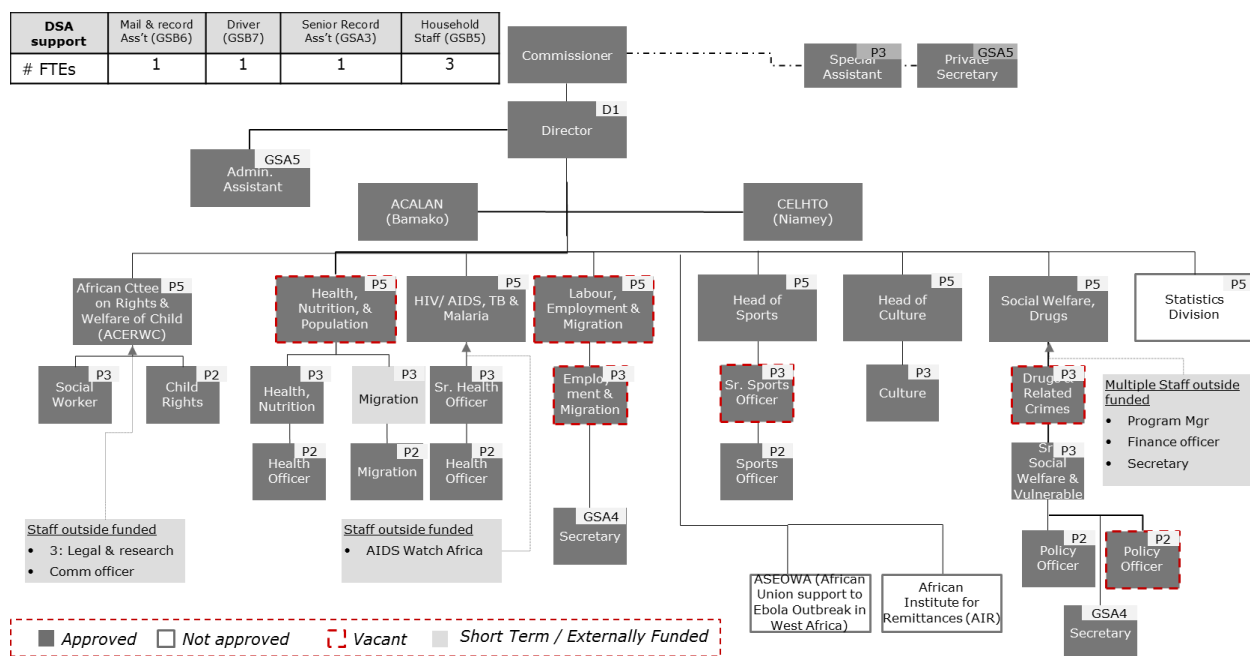 DSA support
Mail & record Ass't (GSB6)
Driver (GSB7)
Senior Record Ass't (GSA3)
Household Staff (GSB5)
# FTEs
1
1
1
3
Commissioner
P3
Special
Assistant
GSA5
Private
Secretary
D1
Director
GSA5
Admin.
Assistant
ACALAN
(Bamako)
CELHTO
(Niamey)
P5
African Cttee
on Rights &
Welfare of Child
(ACERWC)
P5
Health,
Nutrition, &
Population
P5
HIV/ AIDS, TB &
Malaria
P5
Labour,
Employment &
Migration
P5
Head of
Sports
P5
Head of
Culture
P5
Social Welfare,
Drugs
P5
Statistics
Division
P3
Social
Worker
P2
Child
Rights
P3
Health,
Nutrition
P3
Migration
P3
Sr. Health
Officer
P3
Employ
ment &
Migration
P3
Sr. Sports
Officer
P3
Culture
P3
Related
Crimes
Multiple Staff outside
funded
• Program Mgr
• Finance officer
• Secretary
P2
Health
Officer
P2
Migration
P2
Health
Officer
P2
Sports
Officer
P3
Social
Welfare &
Vulnerable
Staff outside funded
• 3: Legal & research
• Comm officer
Staff outside funded
• AIDS Watch Africa
GSA4
Secretary
P2
Policy
Officer
P2
Policy
Officer
ASEOWA (African
Union support to
Ebola Outbreak in
West Africa)
African
Institute for
Remittances (AIR)
GSA4
Secretary
Approved
Not approved
Vacant
Short Term / Externally Funded